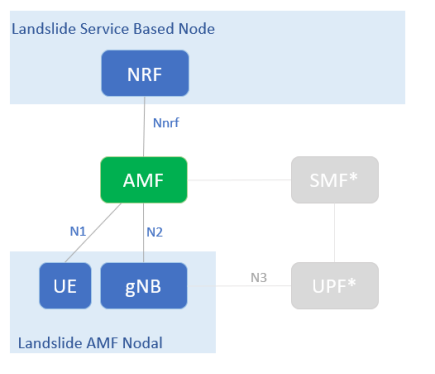 Landslide Service Based Node
NRF
Nnrf
AMF
SMF*
N1
N2
UE
gNB
N3
UPF*
Landslide AMF Nodal